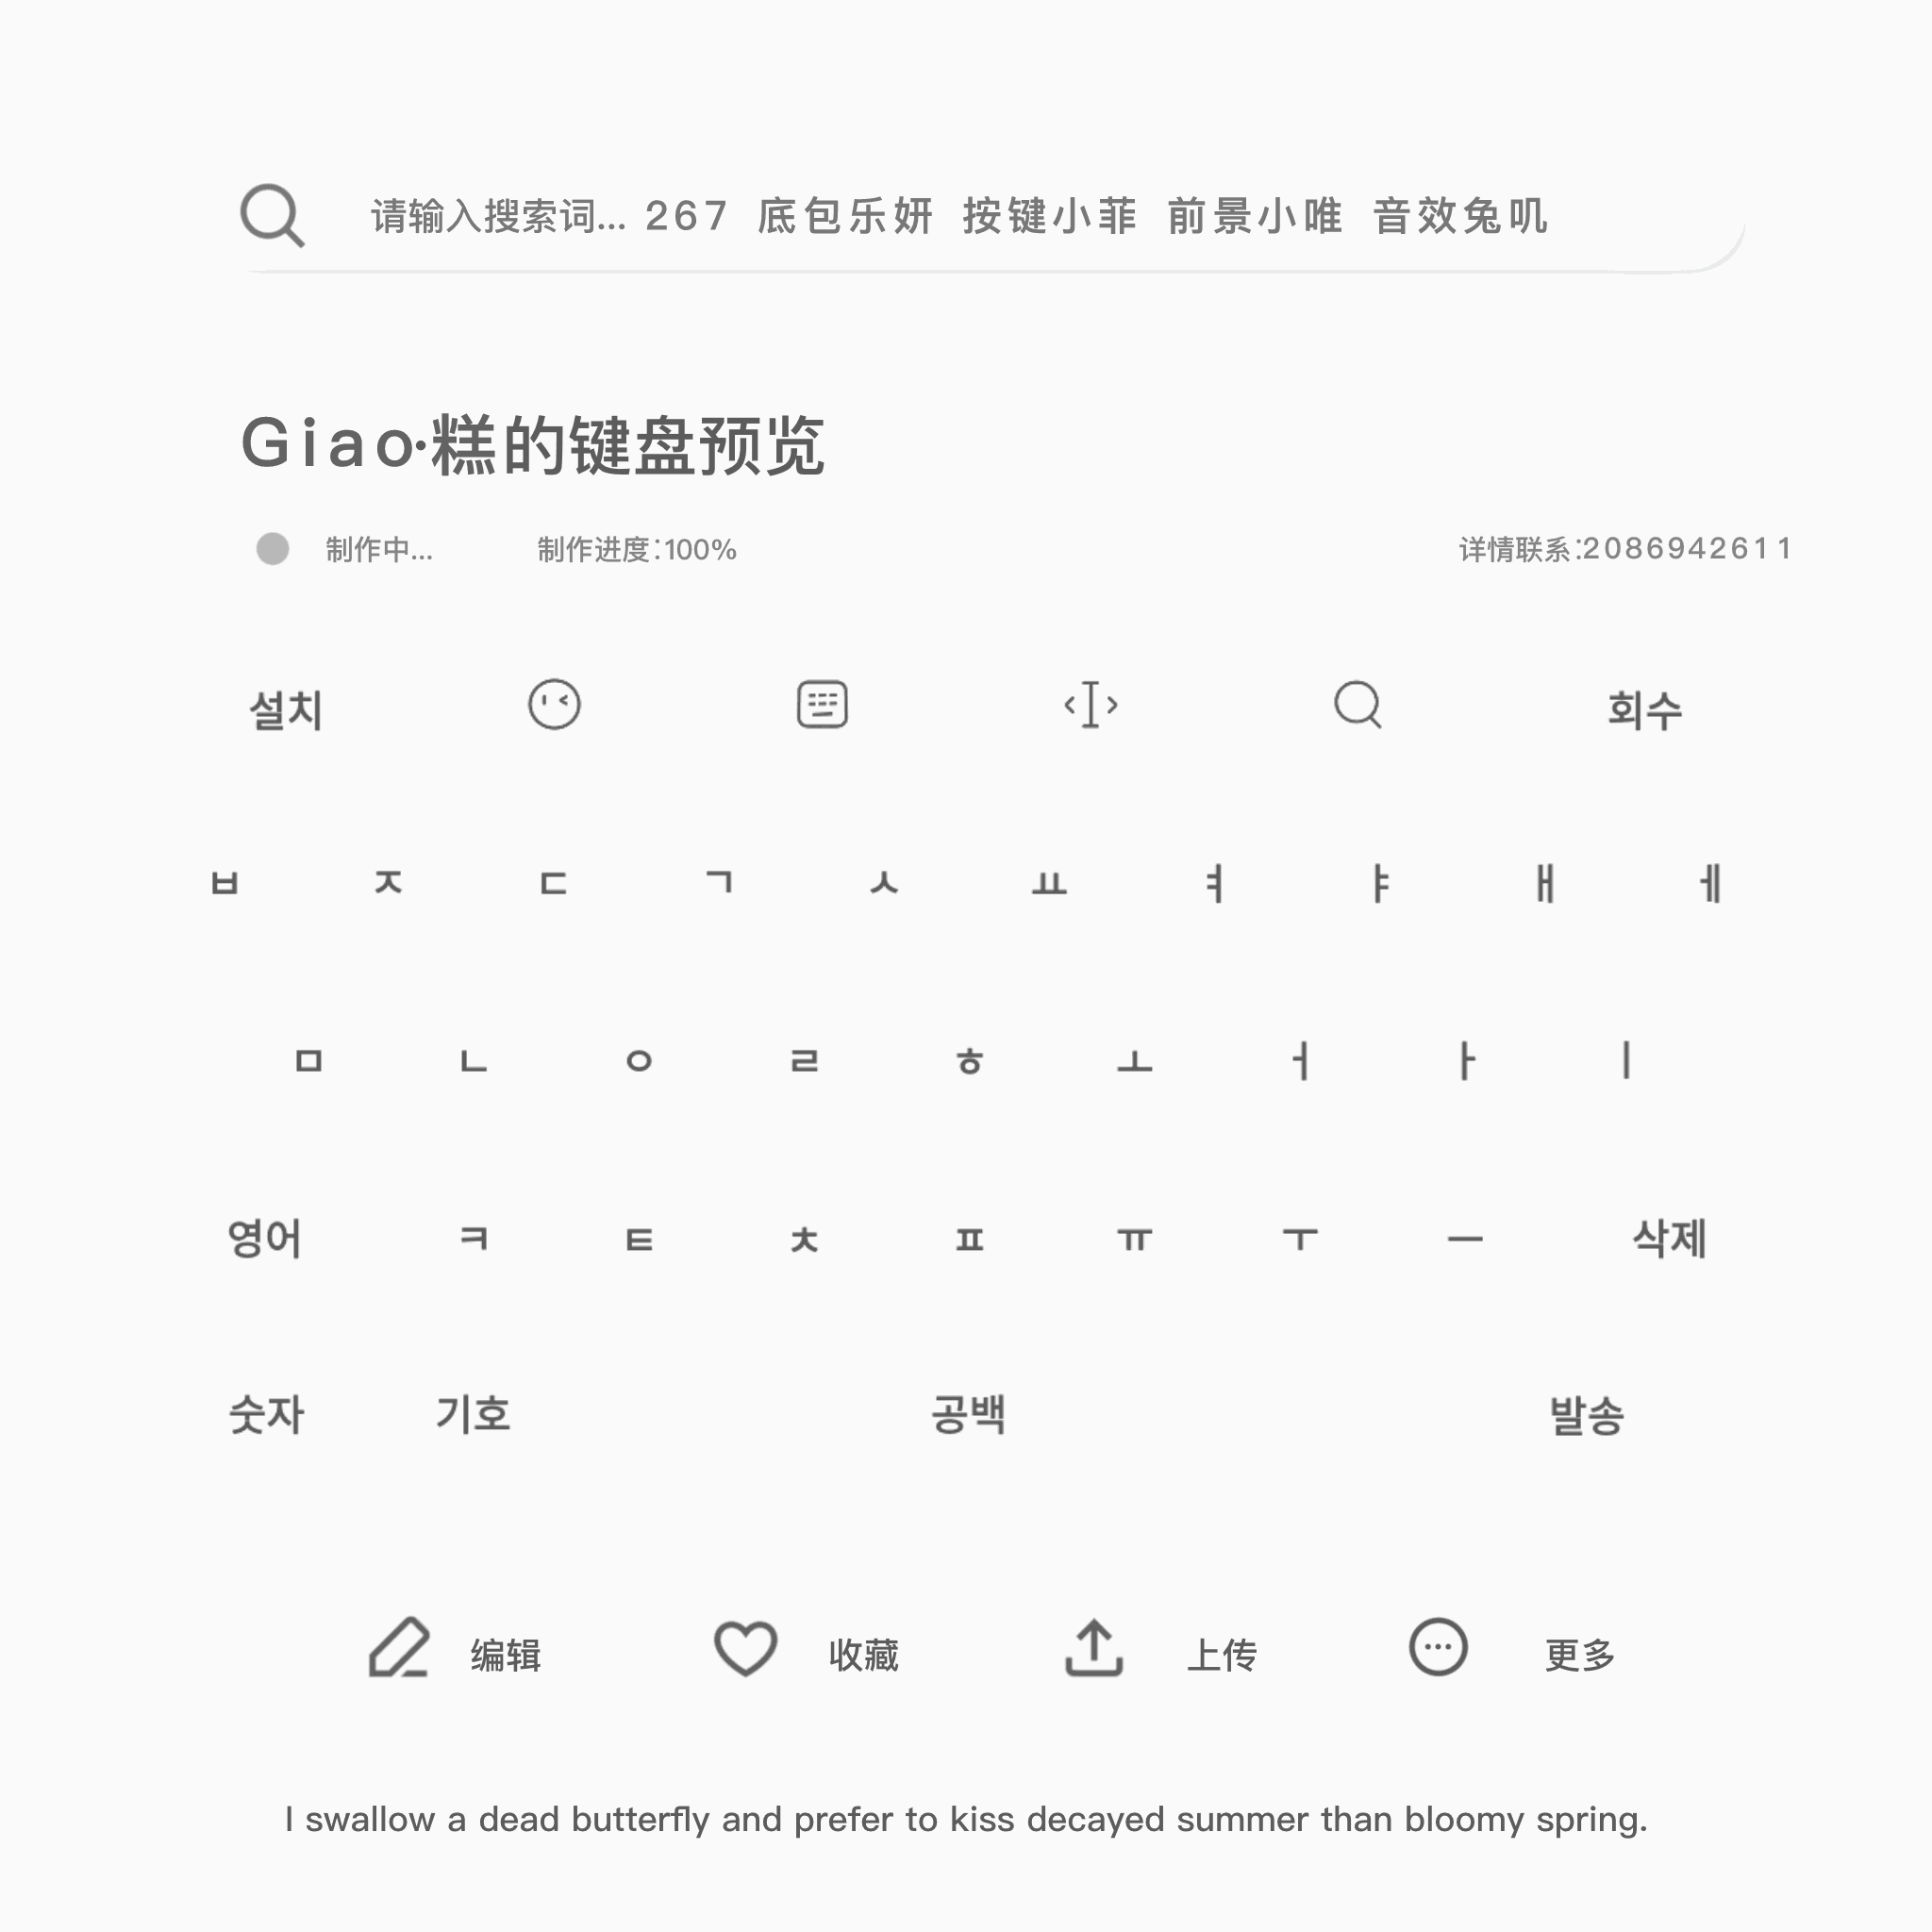 请输入搜索词... 267 底包乐妍 按键小菲 前景小唯 音效兔叽
Giao·糕的键盘预览
制作中... 制作进度:100% 详情联系:2086942611
설치 회수
ㅂ ㅈ ㄷ ㄱ ㅅ ㅛ ㅕ ㅑ ㅐ ㅔ
ㅁ ㄴ ㅇ ㄹ ㅎ ㅗ ㅓ ㅏ ㅣ
영어 ㅋ ㅌ ㅊ ㅍ ㅠ ㅜ ㅡ 삭제
숫자 기호 공백 발송
编辑 收藏 上传 更多
I swallow a dead butterfly and prefer to kiss decayed summer than bloomy spring.